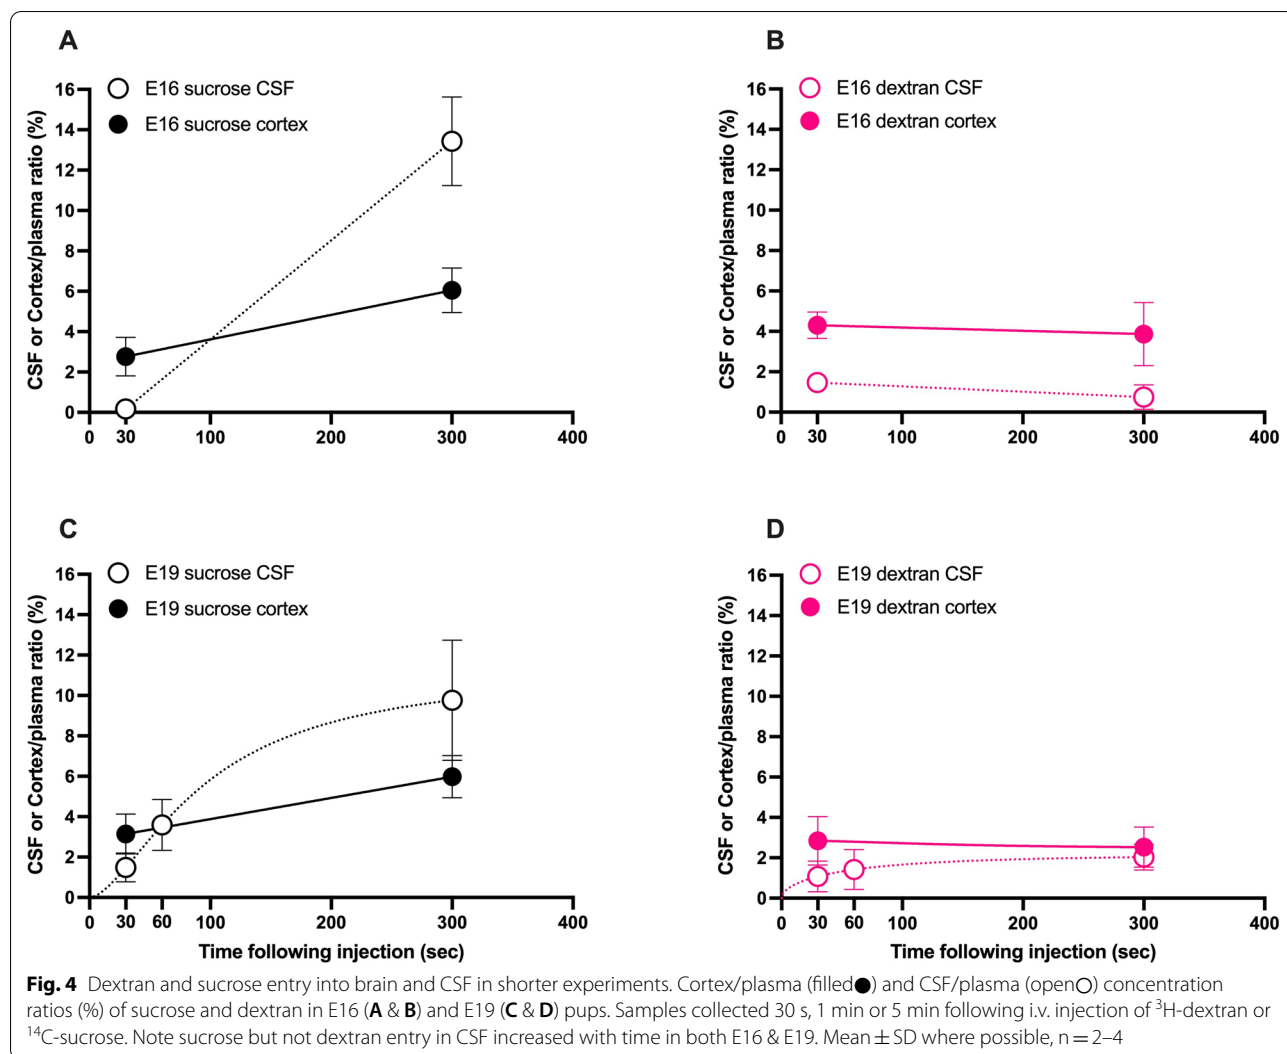 A
E16 sucrose CSF
E16 sucrose cortex
CSF or Cortex/plasma ratio (%)
16
14
12
10
8
6
4
2
0
0 30 100 200 300 400
B
E16 dextran CSF
E16 dextran cortex
CSF or Cortex/plasma ratio (%)
16
14
12
10
8
6
4
2
0
0 30 100 200 300 400
C
E19 sucrose CSF
E19 sucrose cortex
CSF or Cortex/plasma ratio (%)
16
14
12
10
8
6
4
2
0
0 30 60 100 200 300 400
Time following injection (sec)
D
E19 dextran CSF
E19 dextran cortex
CSF or Cortex/plasma ratio (%)
16
14
12
10
8
6
4
2
0
0 30 60 100 200 300 400
Time following injection (sec)
Fig. 4 Dextran and sucrose entry into brain and CSF in shorter experiments. Cortex/plasma (filled●) and CSF/plasma (open○) concentration
ratios (%) of sucrose and dextran in E16 (A & B) and E19 (C & D) pups. Samples collected 30 s, 1 min or 5 min following i.v. injection of ³H-dextran or
¹⁴C-sucrose. Note sucrose but not dextran entry in CSF increased with time in both E16 & E19. Mean ± SD where possible, n = 2–4